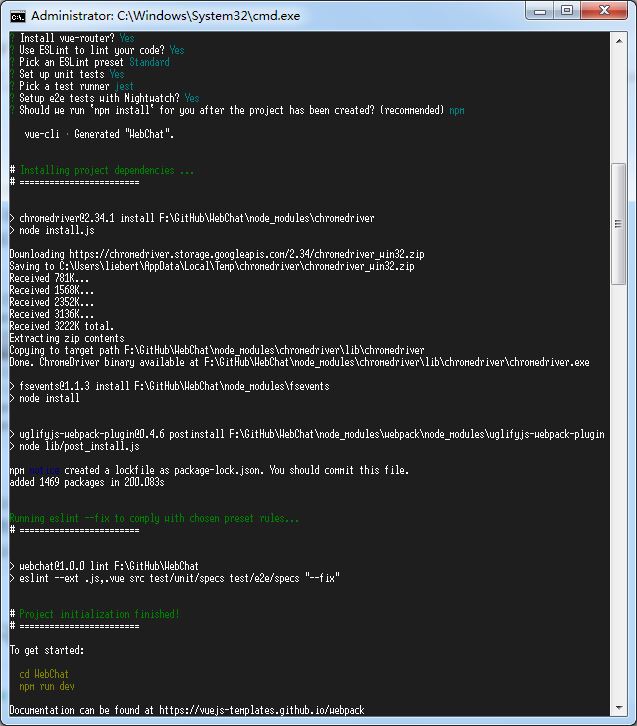 Administrator: C:\Windows\System32\cmd.exe
? Install vue-router? Yes
? Use ESLint to lint your code? Yes
? Pick an ESLint preset Standard
? Set up unit tests Yes
? Pick a test runner jest
? Setup e2e tests with Nightwatch? Yes
? Should we run `npm install` for you after the project has been created? (recommended) npm
vue-cli · Generated "WebChat".
# Installing project dependencies ...
# ========================
> chromedriver@2.34.1 install F:\GitHub\WebChat\node_modules\chromedriver
> node install.js
Downloading https://chromedriver.storage.googleapis.com/2.34/chromedriver_win32.zip
Saving to C:\Users\liebert\AppData\Local\Temp\chromedriver\chromedriver_win32.zip
Received 781K...
Received 1568K...
Received 2352K...
Received 3136K...
Received 3222K total.
Extracting zip contents
Copying to target path F:\GitHub\WebChat\node_modules\chromedriver\lib\chromedriver
Done. ChromeDriver binary available at F:\GitHub\WebChat\node_modules\chromedriver\lib\chromedriver\chromedriver.exe
> fsevents@1.1.3 install F:\GitHub\WebChat\node_modules\fsevents
> node install
> uglifyjs-webpack-plugin@0.4.6 postinstall F:\GitHub\WebChat\node_modules\webpack\node_modules\uglifyjs-webpack-plugin
> node lib/post_install.js
npm notice created a lockfile as package-lock.json. You should commit this file.
added 1469 packages in 200.083s
Running eslint --fix to comply with chosen preset rules...
# ========================
> webchat@1.0.0 lint F:\GitHub\WebChat
> eslint --ext .js,.vue src test/unit/specs test/e2e/specs "--fix"
# Project initialization finished!
# ========================
To get started:
cd WebChat
npm run dev
Documentation can be found at https://vuejs-templates.github.io/webpack